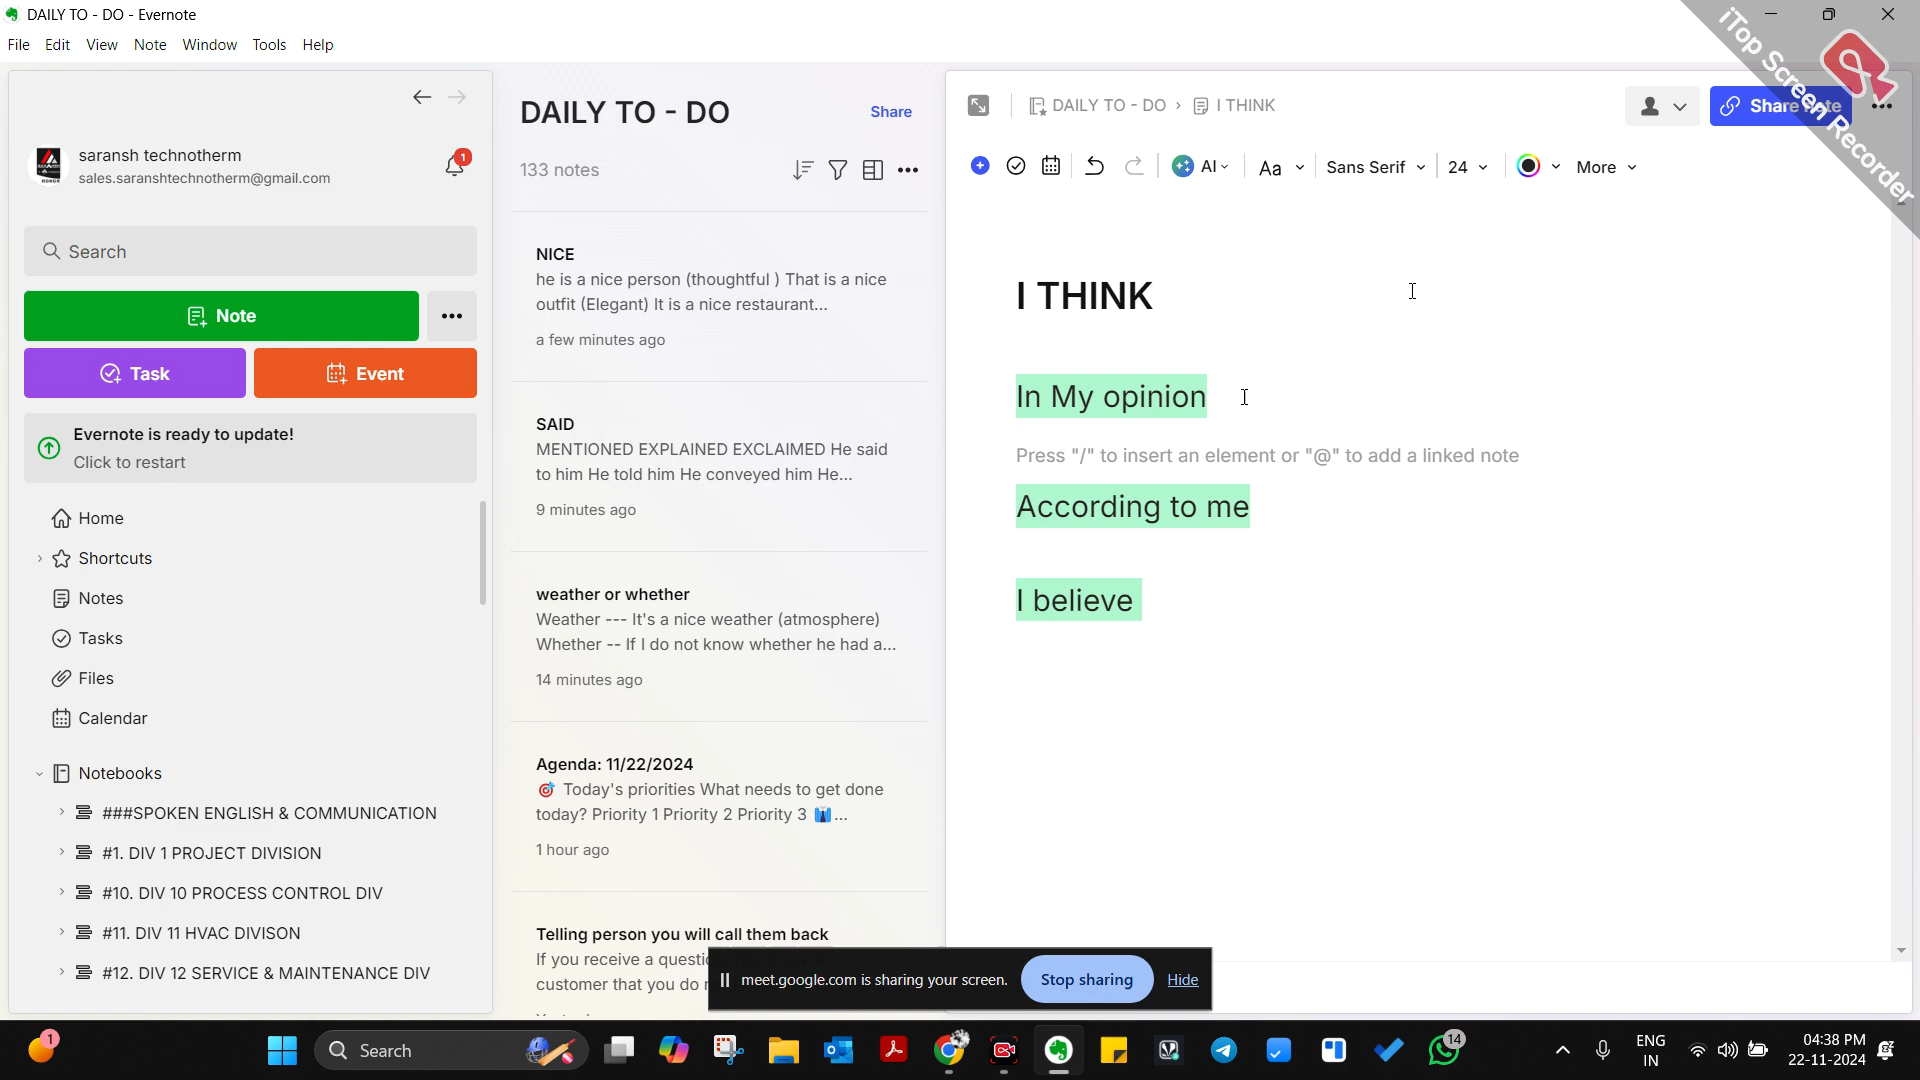 DAILY TO - DO - Evernote
File Edit View Note Window Tools Help
saransh technotherm
sales.saranshtechnotherm@gmail.com
1
Search
Note
Task
Event
Evernote is ready to update!
Click to restart
Home
Shortcuts
Notes
Tasks
Files
Calendar
Notebooks
###SPOKEN ENGLISH & COMMUNICATION
#1. DIV 1 PROJECT DIVISION
#10. DIV 10 PROCESS CONTROL DIV
#11. DIV 11 HVAC DIVISON
#12. DIV 12 SERVICE & MAINTENANCE DIV
DAILY TO - DO
Share
133 notes
NICE
he is a nice person (thoughtful ) That is a nice
outfit (Elegant) It is a nice restaurant...
a few minutes ago
SAID
MENTIONED EXPLAINED EXCLAIMED He said
to him He told him He conveyed him He...
9 minutes ago
weather or whether
Weather --- It's a nice weather (atmosphere)
Whether -- If I do not know whether he had a...
14 minutes ago
Agenda: 11/22/2024
Today's priorities What needs to get done
today? Priority 1 Priority 2 Priority 3 ...
1 hour ago
Telling person you will call them back
If you receive a
customer that you do
DAILY TO - DO › I THINK
Share
AI Aa Sans Serif 24 More
I THINK
In My opinion
Press "/" to insert an element or "@" to add a linked note
According to me
I believe
iTop Screen Recorder
meet.google.com is sharing your screen.
Stop sharing
Hide
1
Search
14
ENG
IN
04:38 PM
22-11-2024